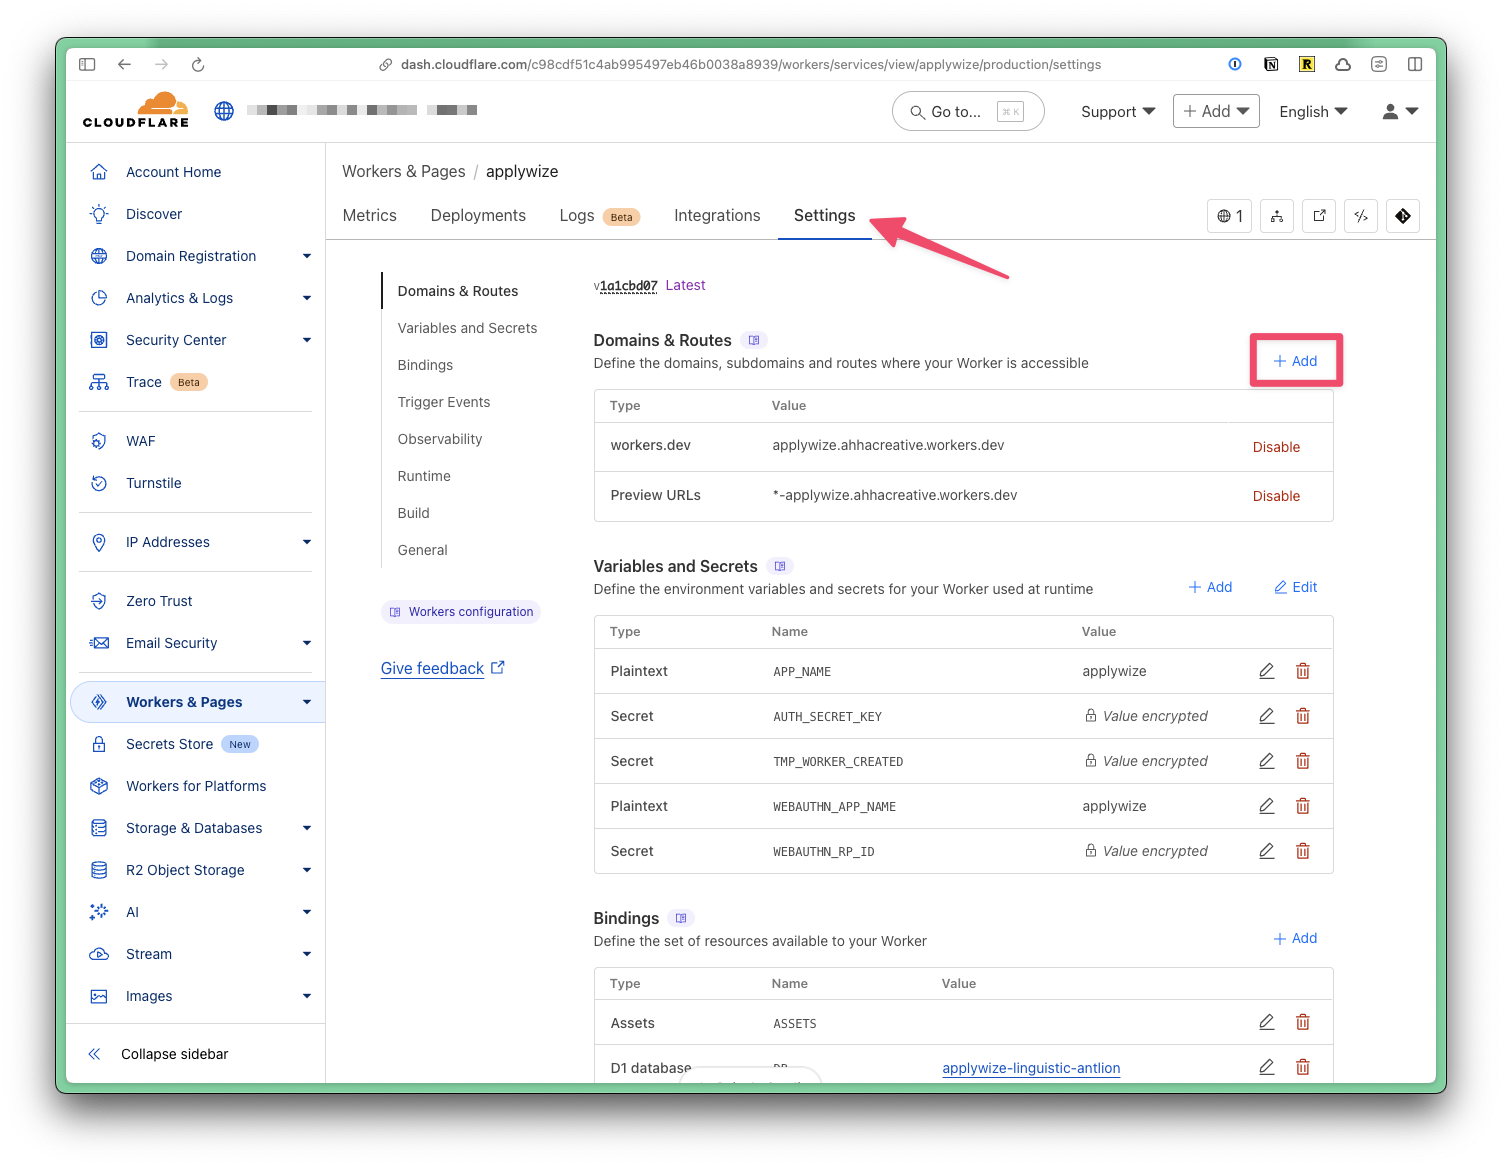 dash.cloudflare.com/c98cdf51c4ab995497eb46b0038a8939/workers/services/view/applywize/production/settings
CLOUDFLARE
Go to... ⌘ K
Support
+ Add
English
Account Home
Discover
Domain Registration
Analytics & Logs
Security Center
Trace Beta
WAF
Turnstile
IP Addresses
Zero Trust
Email Security
Workers & Pages
Secrets Store New
Workers for Platforms
Storage & Databases
R2 Object Storage
AI
Stream
Images
Collapse sidebar
Workers & Pages / applywize
Metrics Deployments Logs Beta Integrations Settings
1
Domains & Routes
Variables and Secrets
Bindings
Trigger Events
Observability
Runtime
Build
General
Workers configuration
Give feedback
v1a1cbd07 Latest
Domains & Routes
Define the domains, subdomains and routes where your Worker is accessible
+ Add
Type Value
workers.dev applywize.ahhacreative.workers.dev Disable
Preview URLs *-applywize.ahhacreative.workers.dev Disable
Variables and Secrets
Define the environment variables and secrets for your Worker used at runtime
+ Add Edit
Type Name Value
Plaintext APP_NAME applywize
Secret AUTH_SECRET_KEY Value encrypted
Secret TMP_WORKER_CREATED Value encrypted
Plaintext WEBAUTHN_APP_NAME applywize
Secret WEBAUTHN_RP_ID Value encrypted
Bindings
Define the set of resources available to your Worker
+ Add
Type Name Value
Assets ASSETS
D1 database DB applywize-linguistic-antlion